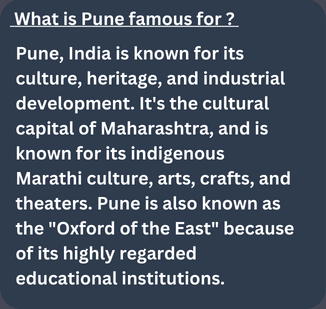 What is Pune famous for ?
Pune, India is known for its
culture, heritage, and industrial
development. It's the cultural
capital of Maharashtra, and is
known for its indigenous
Marathi culture, arts, crafts, and
theaters. Pune is also known as
the "Oxford of the East" because
of its highly regarded
educational institutions.